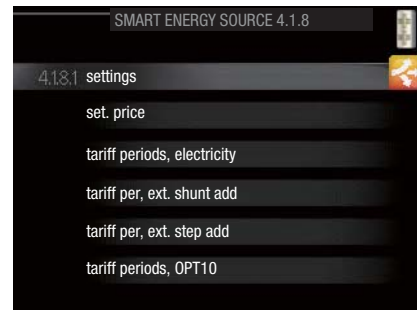 SMART ENERGY SOURCE 4.1.8
4.1.8.1 settings
set. price
tariff periods, electricity
tariff per, ext. shunt add
tariff per, ext. step add
tariff periods, OPT10